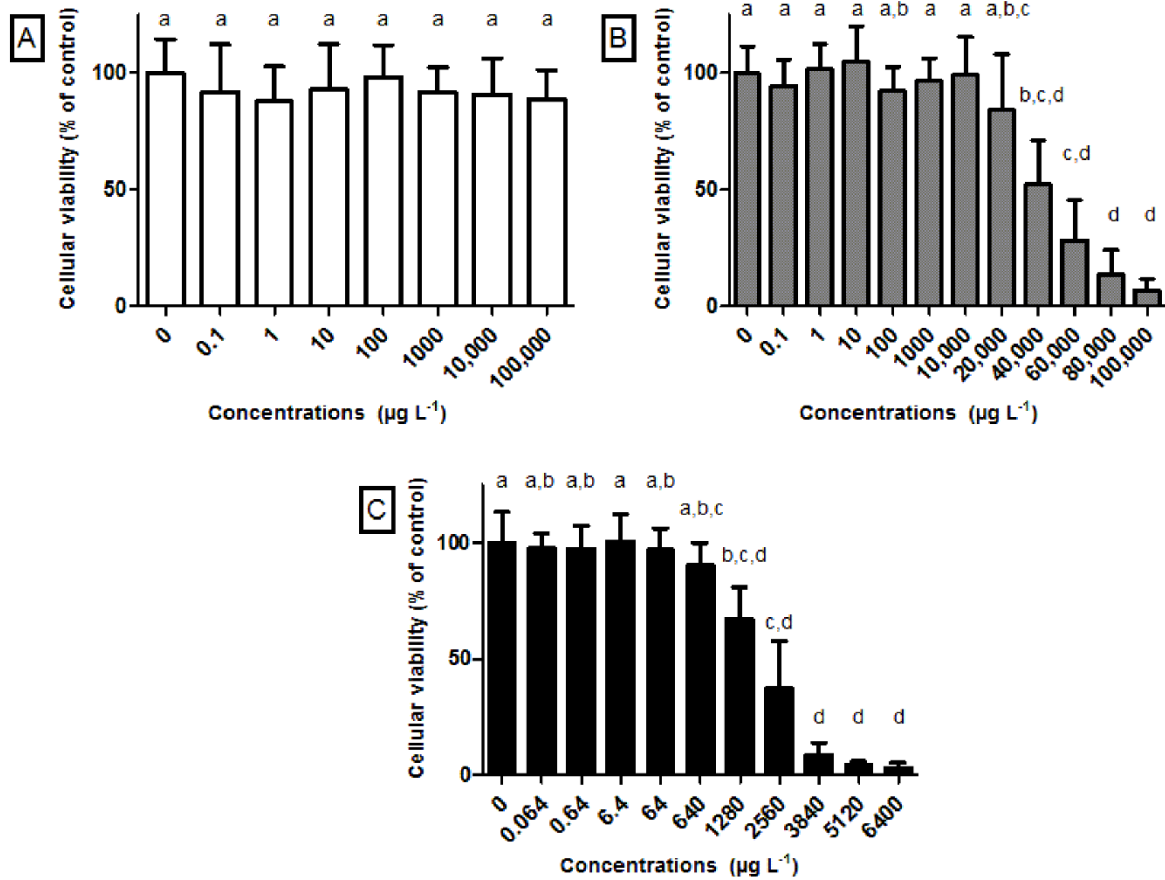 A
a a a a a a a a
Cellular viability (% of control)
100
50
0
0 0.1 1 10 100 1000 10,000 100,000
Concentrations (µg L⁻¹)
B
a a a a a,b a a a,b,c
b,c,d
c,d
d d
Cellular viability (% of control)
100
50
0
0 0.1 1 10 100 1000 10,000 20,000 40,000 60,000 80,000 100,000
Concentrations (µg L⁻¹)
C
a a,b a,b a a,b
a,b,c
b,c,d
c,d
d d d
Cellular viability (% of control)
100
50
0
0 0.064 0.64 6.4 64 640 1280 2560 3840 5120 6400
Concentrations (µg L⁻¹)